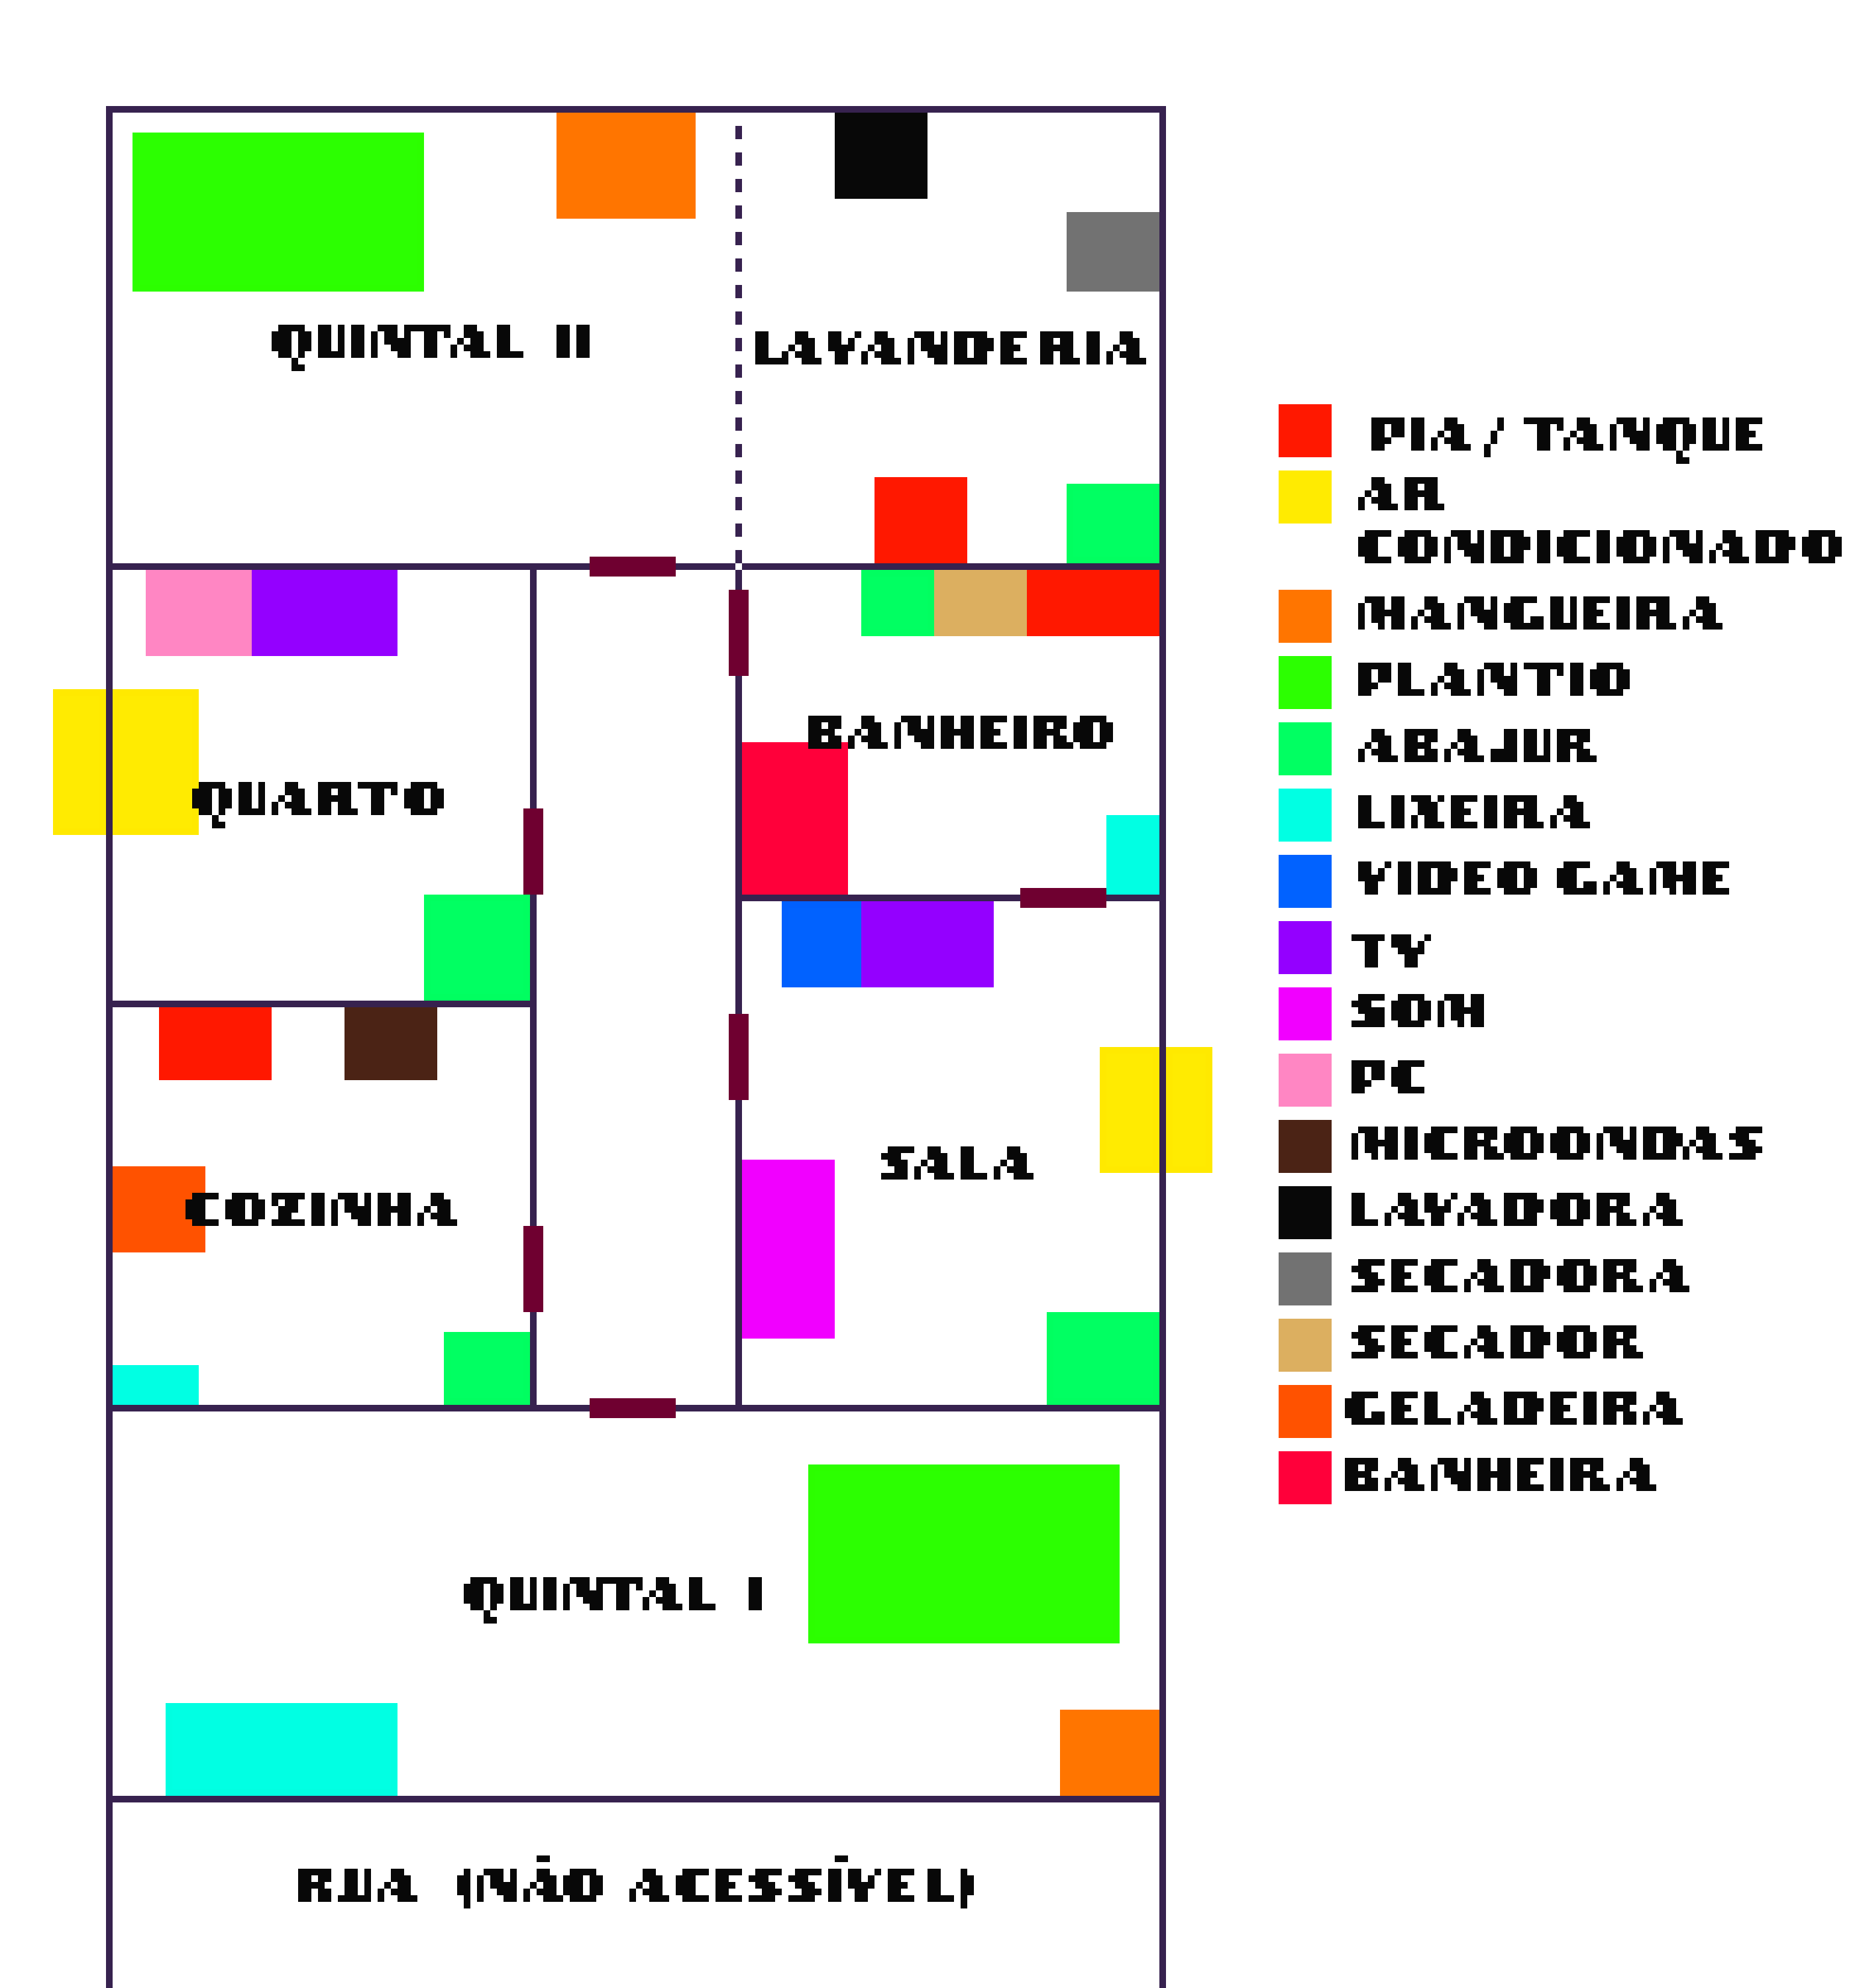 QUINTAL II
LAVANDERIA
QUARTO
BANHEIRO
COZINHA
SALA
QUINTAL I
RUA (NÃO ACESSÍVEL)
PIA / TANQUE
AR
CONDICIONADO
MANGUEIRA
PLANTIO
ABAJUR
LIXEIRA
VIDEO GAME
TV
SOM
PC
MICROONDAS
LAVADORA
SECADORA
SECADOR
GELADEIRA
BANHEIRA